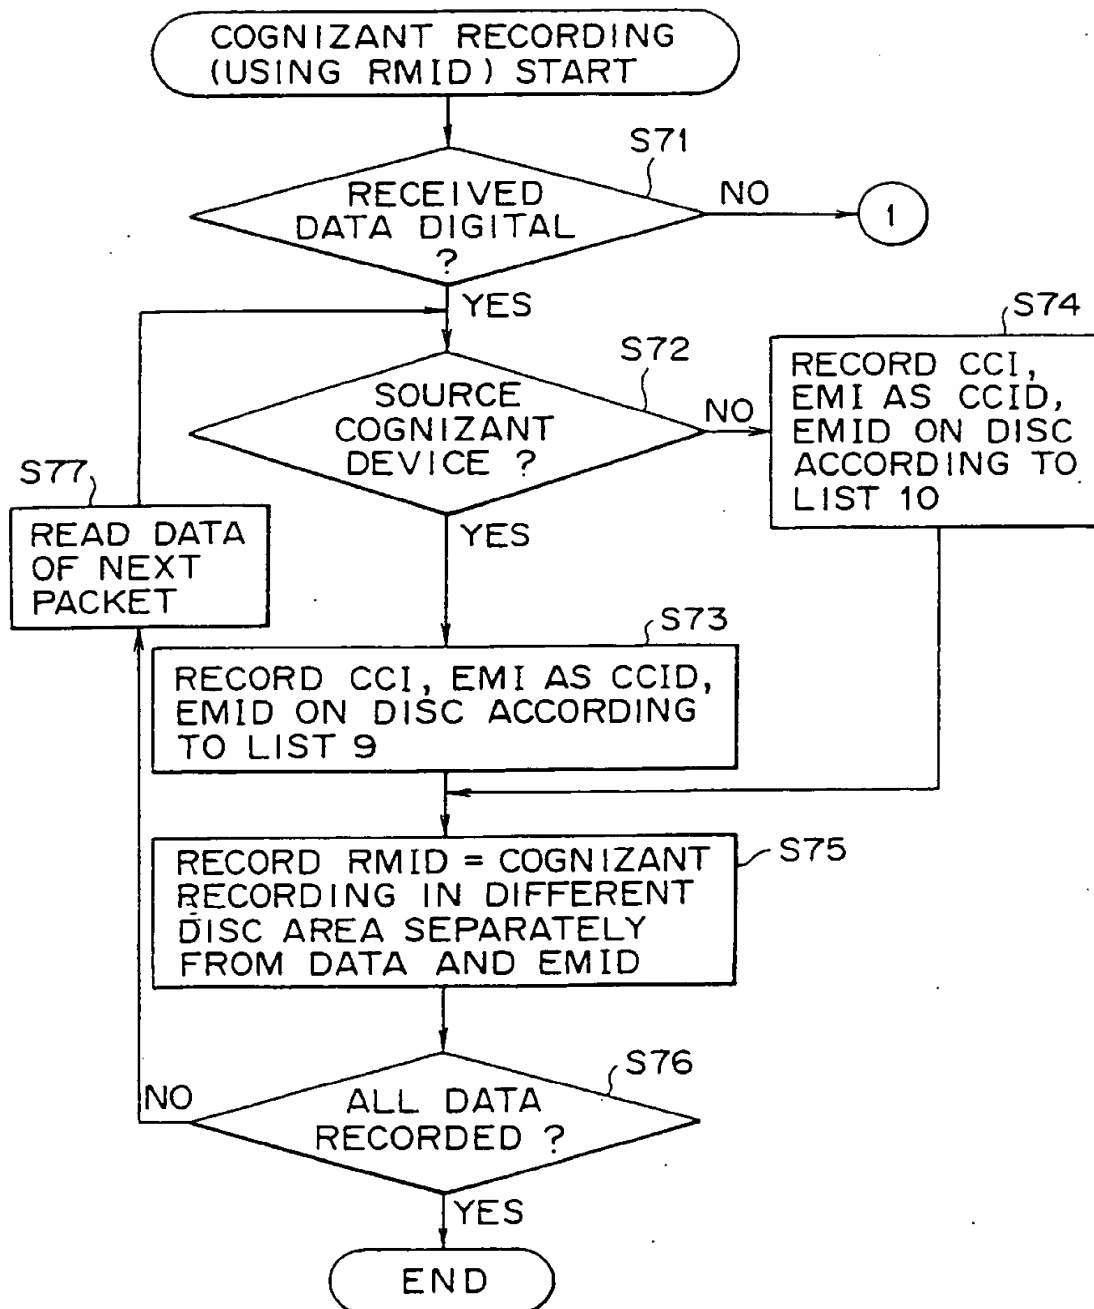 COGNIZANT RECORDING
(USING RMID) START
S71
RECEIVED
DATA DIGITAL
?
NO
1
YES
S72
SOURCE
COGNIZANT
DEVICE ?
NO
S74
RECORD CCI,
EMI AS CCID,
EMID ON DISC
ACCORDING TO
LIST 10
S77
READ DATA
OF NEXT
PACKET
YES
S73
RECORD CCI, EMI AS CCID,
EMID ON DISC ACCORDING
TO LIST 9
S75
RECORD RMID = COGNIZANT
RECORDING IN DIFFERENT
DISC AREA SEPARATELY
FROM DATA AND EMID
S76
NO
ALL DATA
RECORDED ?
YES
END